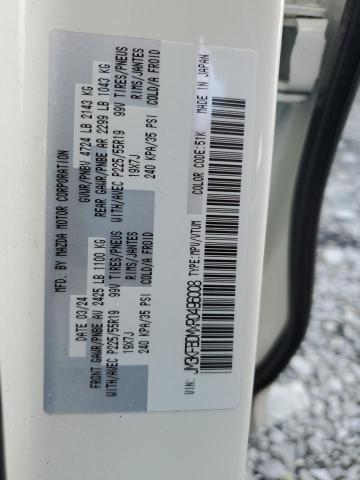 MFD. BY MAZDA MOTOR CORPORATION
DATE 03/24 GVWR/PNBV 4724 LB 2143 KG
FRONT GAWR/PNBE AV 2425 LB 1100 KG REAR GAWR/PNBE AR 2299 LB 1043 KG
WITH/AVEC P225/55R19 99V TIRES/PNEUS WITH/AVEC P225/55R19 99V TIRES/PNEUS
19X7J RIMS/JANTES 19X7J RIMS/JANTES
240 KPA/35 PSI COLD/A FROID 240 KPA/35 PSI COLD/A FROID
VIN: TYPE:MPV/VTUM COLOR CODE:51K MADE IN JAPAN